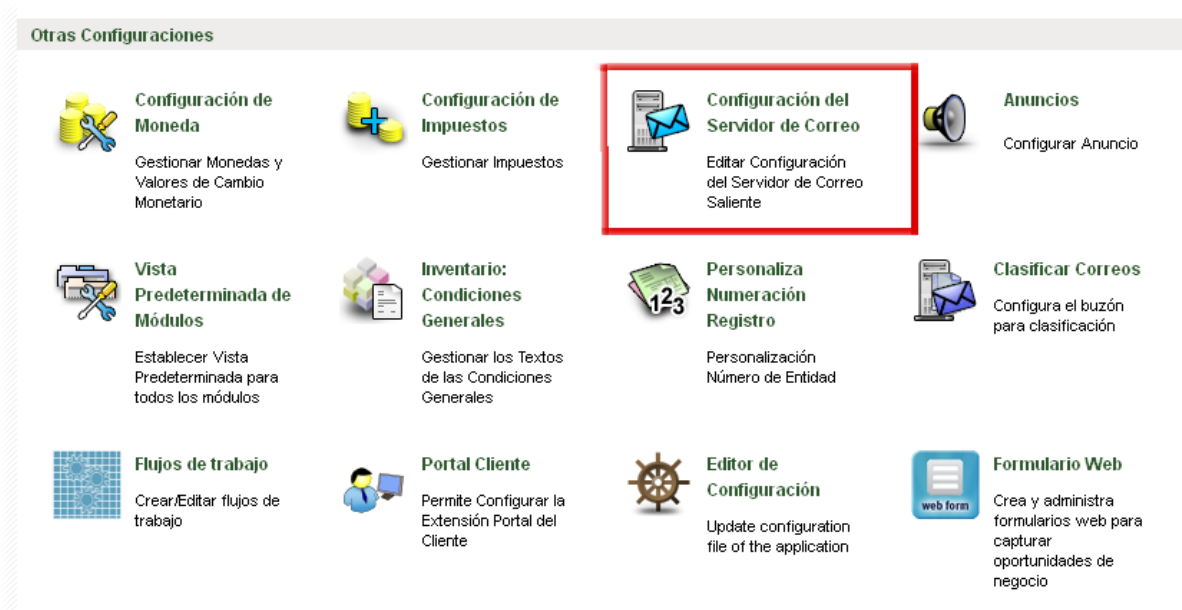 Otras Configuraciones
Configuración de
Moneda
Gestionar Monedas y
Valores de Cambio
Monetario
Configuración de
Impuestos
Gestionar Impuestos
Configuración del
Servidor de Correo
Editar Configuración
del Servidor de Correo
Saliente
Anuncios
Configurar Anuncio
Vista
Predeterminada de
Módulos
Establecer Vista
Predeterminada para
todos los módulos
Inventario:
Condiciones
Generales
Gestionar los Textos
de las Condiciones
Generales
123
Personaliza
Numeración
Registro
Personalización
Número de Entidad
Clasificar Correos
Configura el buzón
para clasificación
Flujos de trabajo
Crear/Editar flujos de
trabajo
Portal Cliente
Permite Configurar la
Extensión Portal del
Cliente
Editor de
Configuración
Update configuration
file of the application
web form
Formulario Web
Crea y administra
formularios web para
capturar
oportunidades de
negocio